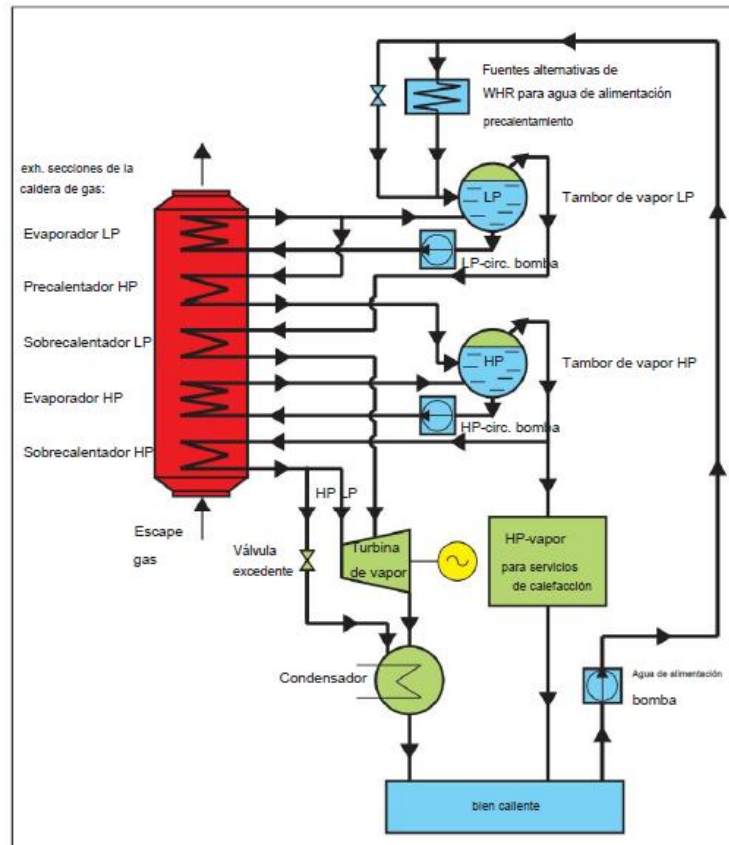 Fuentes alternativas de
WHR para agua de alimentación
precalentamiento
exh. secciones de la
caldera de gas:
LP
Tambor de vapor LP
Evaporador LP
LP-circ. bomba
Precalentador HP
Sobrecalentador LP
HP
Tambor de vapor HP
Evaporador HP
HP-circ. bomba
Sobrecalentador HP
HP LP
Escape
gas
Válvula
excedente
Turbina
de vapor
HP-vapor
para servicios
de calefacción
Condensador
Agua de alimentación
bomba
bien caliente